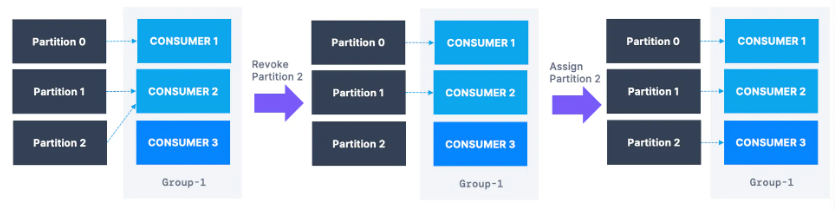 Partition 0
CONSUMER 1
Partition 1
CONSUMER 2
Partition 2
CONSUMER 3
Group-1
Revoke
Partition 2
Partition 0
CONSUMER 1
Partition 1
CONSUMER 2
Partition 2
CONSUMER 3
Group-1
Assign
Partition 2
Partition 0
CONSUMER 1
Partition 1
CONSUMER 2
Partition 2
CONSUMER 3
Group-1